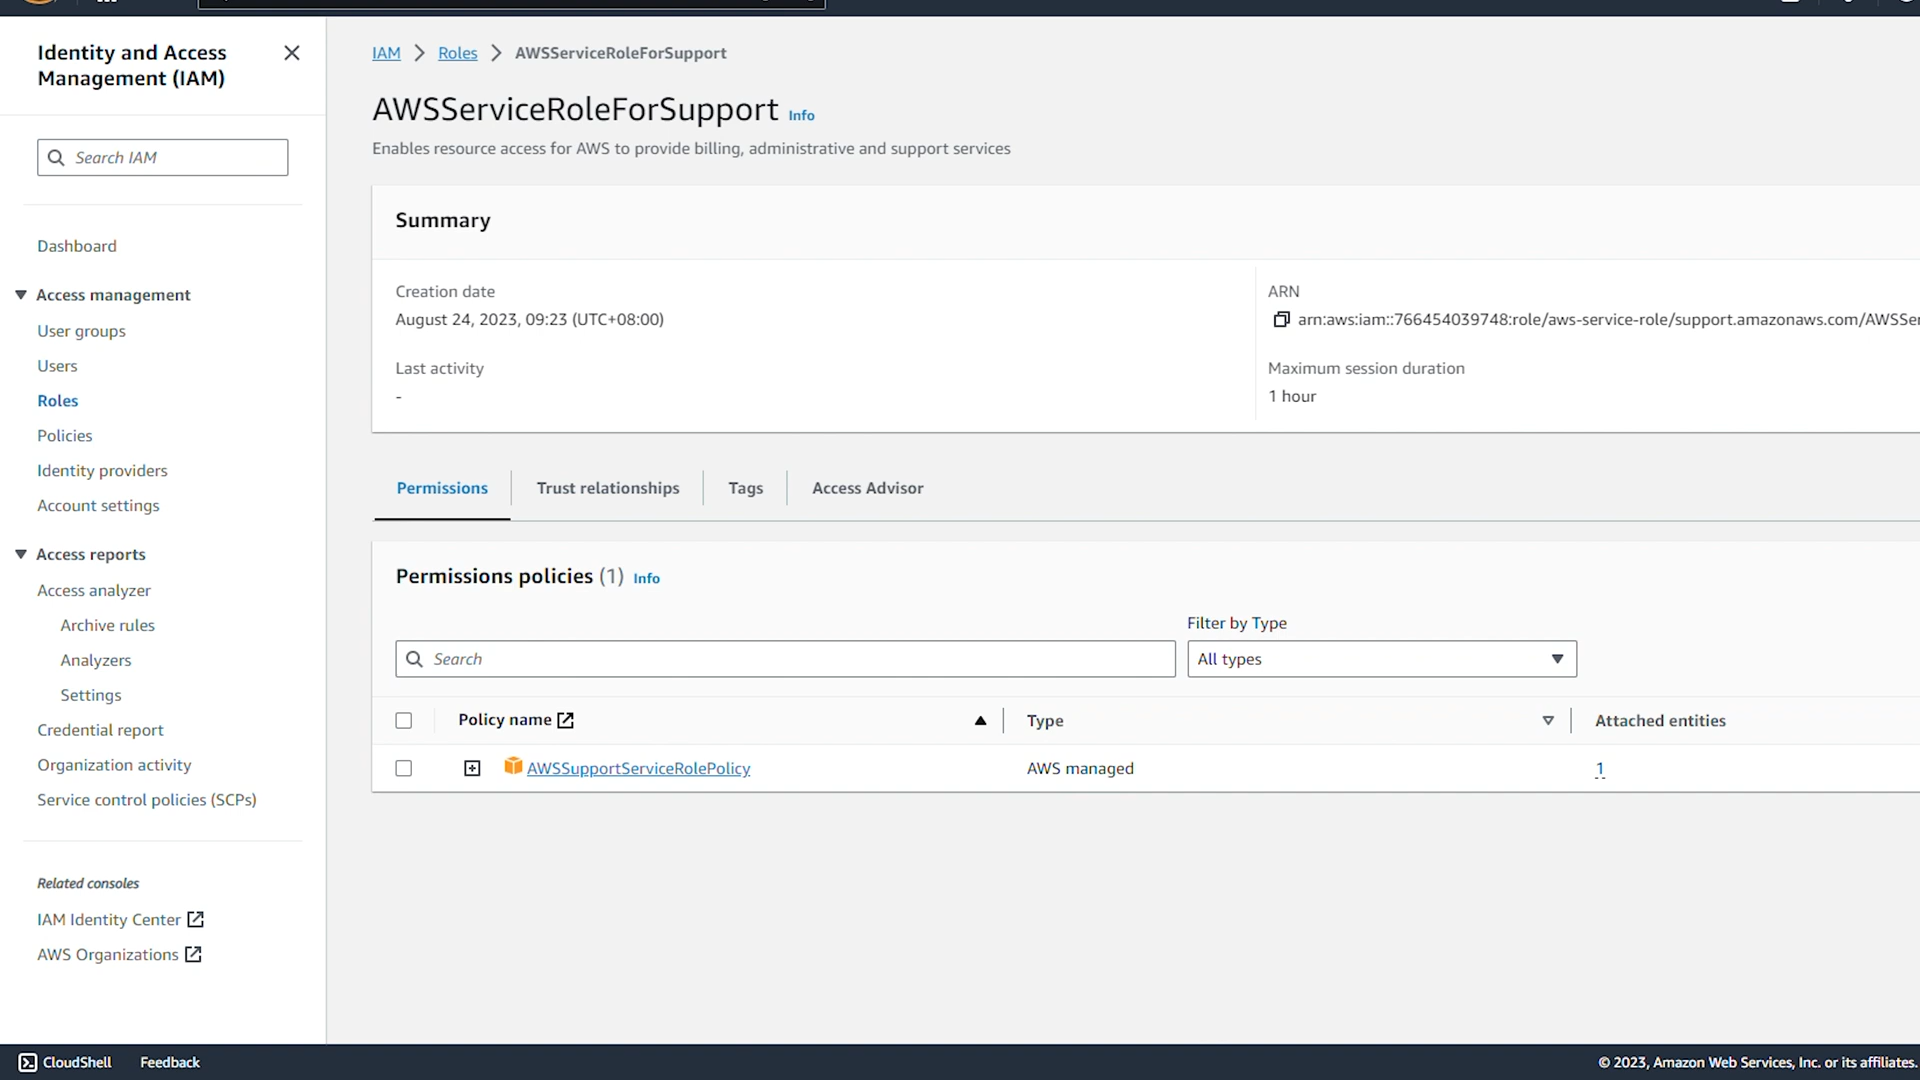 Identity and Access
Management (IAM)
Search IAM
Dashboard
Access management
User groups
Users
Roles
Policies
Identity providers
Account settings
Access reports
Access analyzer
Archive rules
Analyzers
Settings
Credential report
Organization activity
Service control policies (SCPs)
Related consoles
IAM Identity Center
AWS Organizations
IAM > Roles > AWSServiceRoleForSupport
AWSServiceRoleForSupport Info
Enables resource access for AWS to provide billing, administrative and support services
Summary
Creation date
August 24, 2023, 09:23 (UTC+08:00)
Last activity
-
ARN
arn:aws:iam::766454039748:role/aws-service-role/support.amazonaws.com/AWSSer
Maximum session duration
1 hour
Permissions Trust relationships Tags Access Advisor
Permissions policies (1) Info
Filter by Type
Search All types
Policy name Type Attached entities
AWSSupportServiceRolePolicy AWS managed 1
CloudShell Feedback © 2023, Amazon Web Services, Inc. or its affiliates.